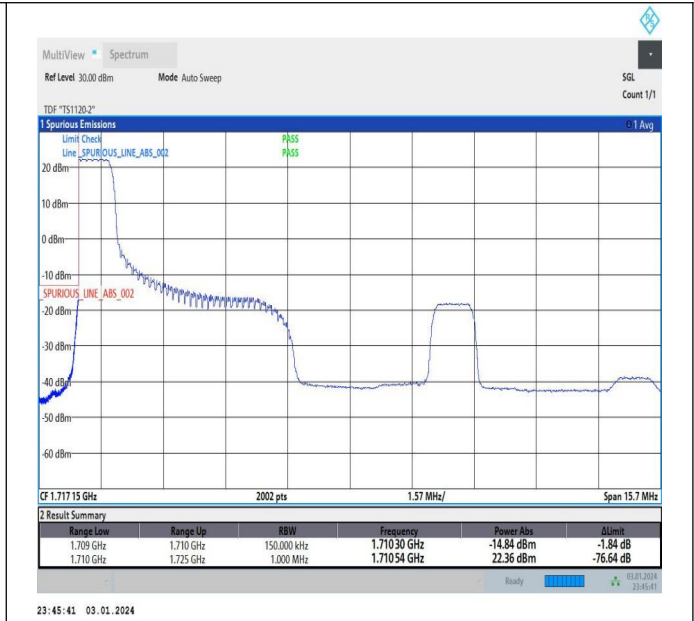 MultiView Spectrum
Ref Level 30.00 dBm Mode Auto Sweep SGL
Count 1/1
TDF "TS1120-2"
1 Spurious Emissions 1 Avg
Limit Check PASS
Line _SPURIOUS_LINE_ABS_002 PASS
20 dBm
10 dBm
0 dBm
-10 dBm
_SPURIOUS_LINE_ABS_002
-20 dBm
-30 dBm
-40 dBm
-50 dBm
-60 dBm
CF 1.717 15 GHz 2002 pts 1.57 MHz/ Span 15.7 MHz
2 Result Summary
Range Low Range Up RBW Frequency Power Abs ΔLimit
1.709 GHz 1.710 GHz 150.000 kHz 1.710 30 GHz -14.84 dBm -1.84 dB
1.710 GHz 1.725 GHz 1.000 MHz 1.710 54 GHz 22.36 dBm -76.64 dB
Ready 03.01.2024
23:45:41
23:45:41 03.01.2024